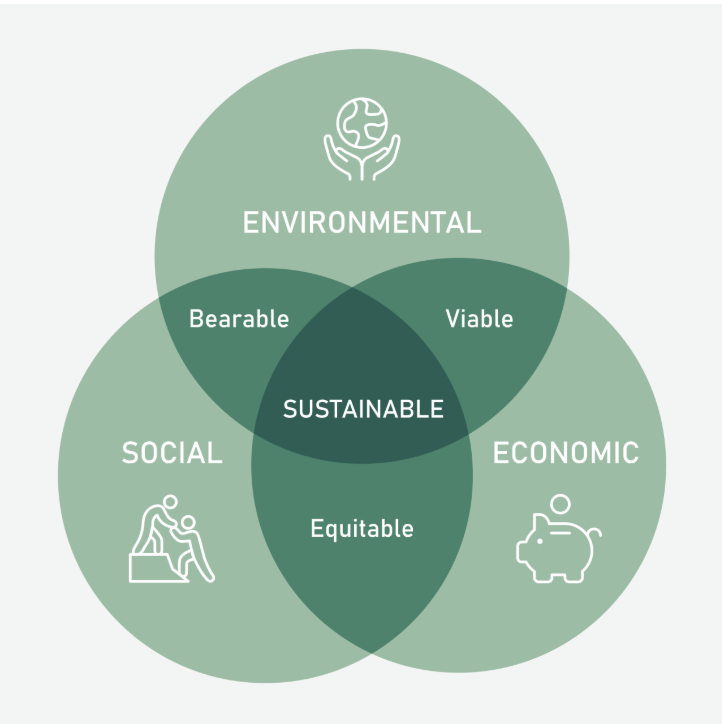 ENVIRONMENTAL
Bearable
Viable
SUSTAINABLE
SOCIAL
ECONOMIC
Equitable